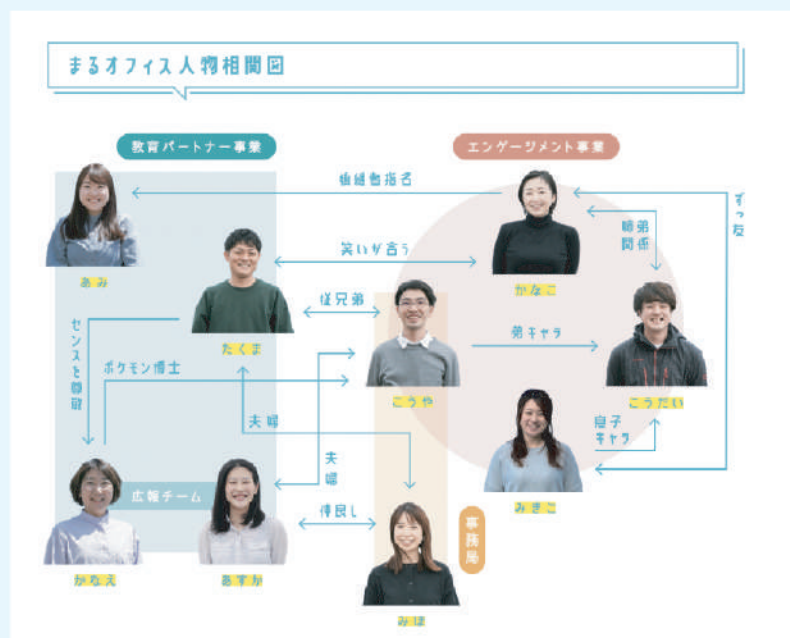 まるオフィス人物相関図
教育パートナー事業
エンゲージメント事業
後継者指名
ずっ友
師弟
関係
笑いが合う
あみ
かなこ
従兄弟
たくま
弟キャラ
センスを尊敬
ポケモン博士
こうや
こうだい
夫婦
息子
キャラ
夫婦
広報チーム
仲良し
みきこ
事務局
かなえ
あすか
みほ